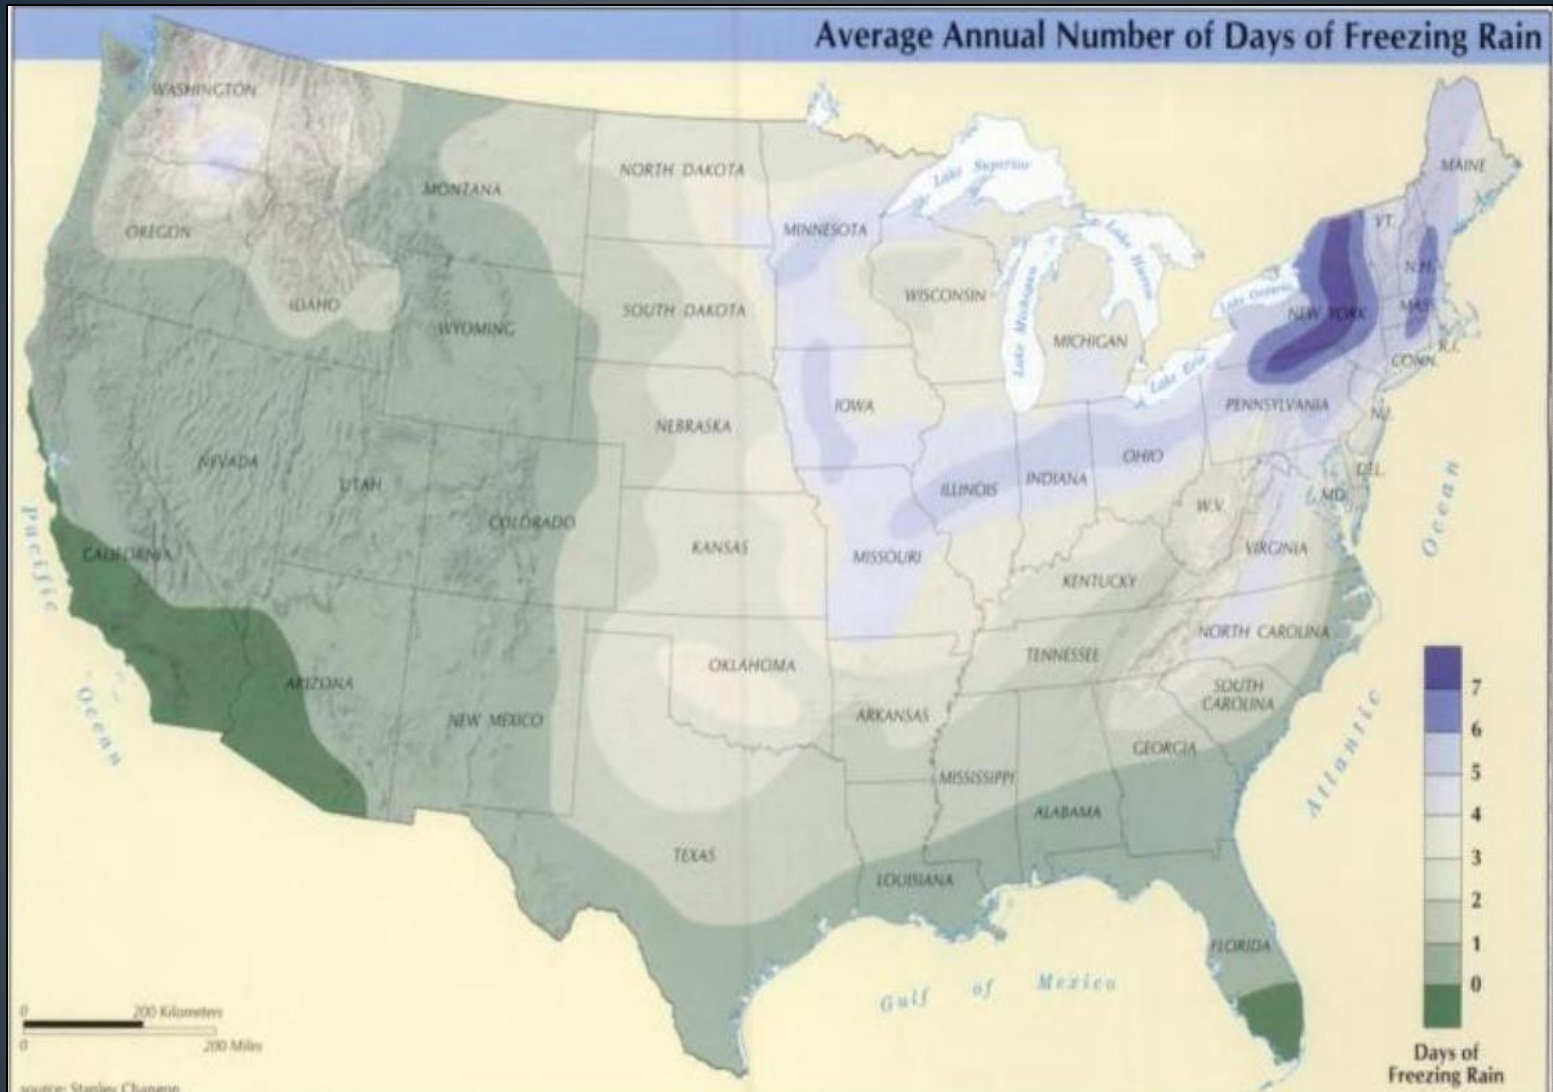 Average Annual Number of Days of Freezing Rain
WASHINGTON
MONTANA
NORTH DAKOTA
MINNESOTA
Lake Superior
MAINE
OREGON
IDAHO
WYOMING
SOUTH DAKOTA
WISCONSIN
Lake Michigan
Lake Huron
MICHIGAN
Lake Ontario
Lake Erie
NEW YORK
VT.
N.H.
MASS.
R.I.
CONN.
NEVADA
UTAH
COLORADO
NEBRASKA
IOWA
ILLINOIS
INDIANA
OHIO
PENNSYLVANIA
N.J.
DEL.
MD.
W.V.
VIRGINIA
CALIFORNIA
KANSAS
MISSOURI
KENTUCKY
Pacific
Ocean
ARIZONA
NEW MEXICO
OKLAHOMA
ARKANSAS
TENNESSEE
NORTH CAROLINA
SOUTH
CAROLINA
GEORGIA
MISSISSIPPI
ALABAMA
TEXAS
LOUISIANA
FLORIDA
Gulf of Mexico
Atlantic
Ocean
7
6
5
4
3
2
1
0
Days of
Freezing Rain
0 200 Kilometers
0 200 Miles
source: Stanley Changnon